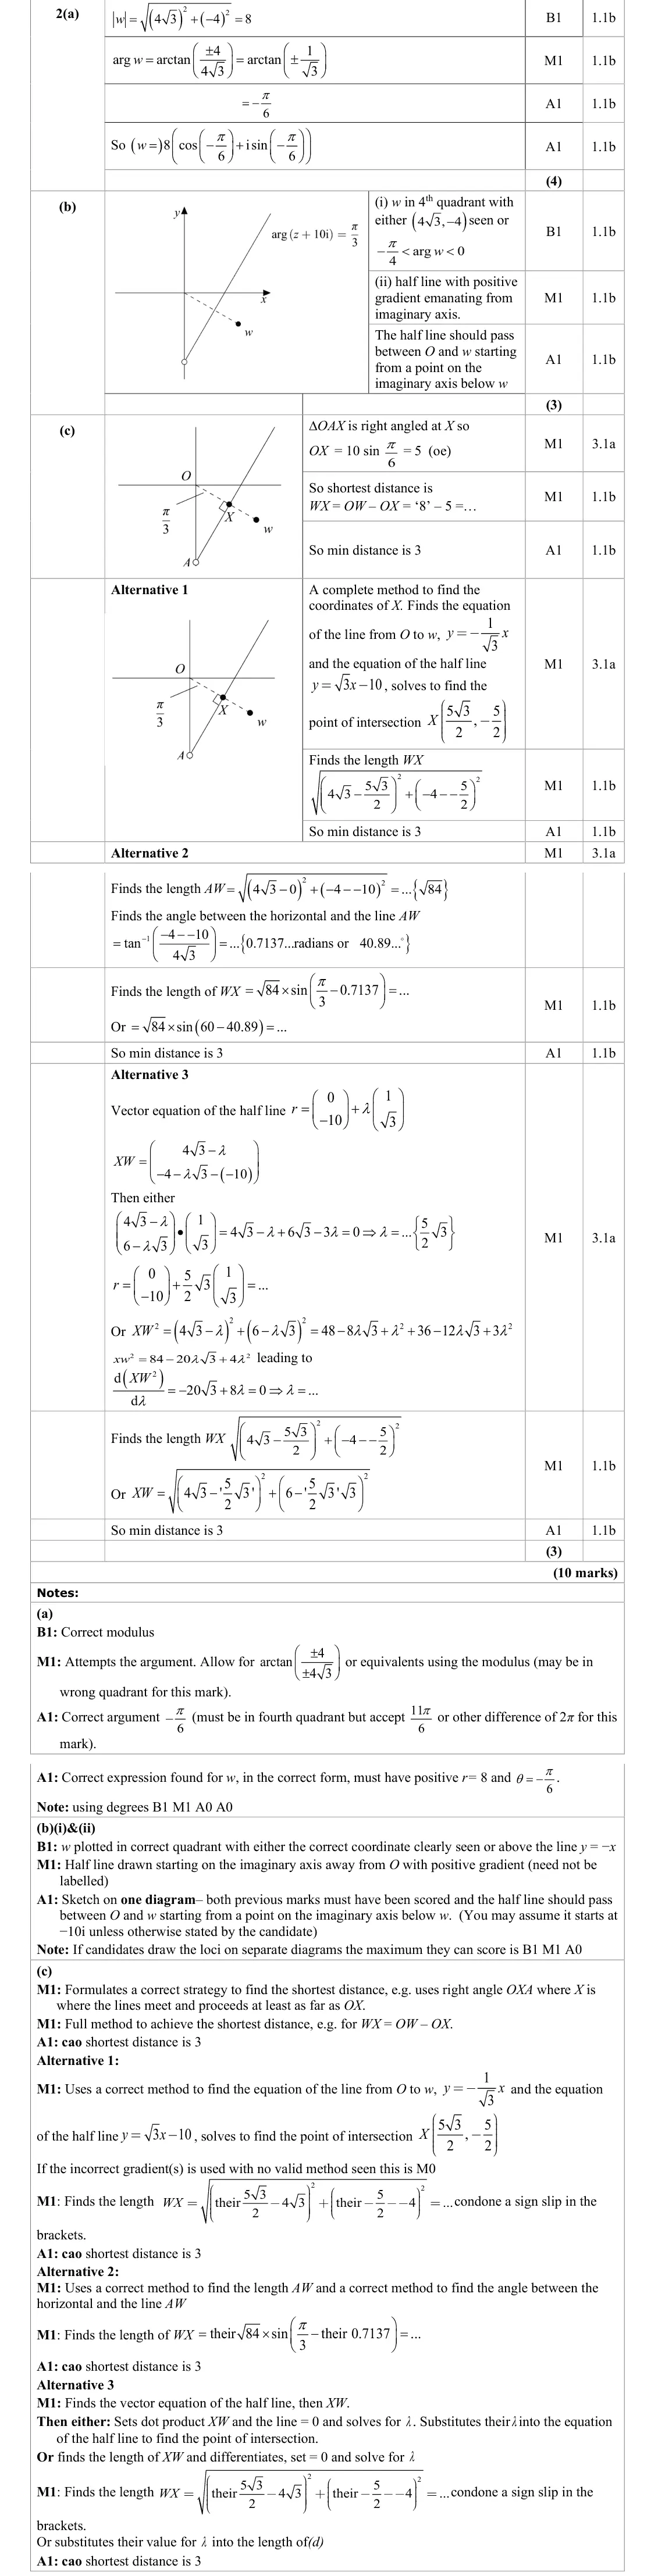 2(a) |w| = √((4√3)² + (−4)²) = 8 B1 1.1b
arg w = arctan(±4/4√3) = arctan(±1/√3) M1 1.1b
= −π/6 A1 1.1b
So (w =)8(cos(−π/6) + i sin(−π/6)) A1 1.1b
(4)
(b) y
arg (z + 10i) = π/3
x
w
(i) w in 4th quadrant with
either (4√3, −4) seen or
−π/4 < arg w < 0
B1 1.1b
(ii) half line with positive
gradient emanating from
imaginary axis.
M1 1.1b
The half line should pass
between O and w starting
from a point on the
imaginary axis below w
A1 1.1b
(3)
(c) O
π/3
X
w
A
ΔOAX is right angled at X so
OX = 10 sin π/6 = 5 (oe)
M1 3.1a
So shortest distance is
WX = OW − OX = ‘8’ − 5 =…
M1 1.1b
So min distance is 3 A1 1.1b
Alternative 1
O
π/3
X
w
A
A complete method to find the
coordinates of X. Finds the equation
of the line from O to w, y = −(1/√3)x
and the equation of the half line
y = √3x − 10, solves to find the
point of intersection X(5√3/2, −5/2)
M1 3.1a
Finds the length WX
√((4√3 − 5√3/2)² + (−4 − −5/2)²)
M1 1.1b
So min distance is 3 A1 1.1b
Alternative 2 M1 3.1a
Finds the length AW = √((4√3 − 0)² + (−4 − −10)²) = ...{√84}
Finds the angle between the horizontal and the line AW
= tan⁻¹((−4 − −10)/4√3) = ...{0.7137...radians or 40.89...°}
Finds the length of WX = √84 × sin(π/3 − 0.7137) = ...
Or = √84 × sin(60 − 40.89) = ...
M1 1.1b
So min distance is 3 A1 1.1b
Alternative 3
Vector equation of the half line r = (0 / −10) + λ(1 / √3)
XW = (4√3 − λ / −4 − λ√3 − (−10))
Then either
(4√3 − λ / 6 − λ√3) • (1 / √3) = 4√3 − λ + 6√3 − 3λ = 0 ⇒ λ = ...{5/2 √3}
r = (0 / −10) + 5/2 √3 (1 / √3) = ...
M1 3.1a
Or XW² = (4√3 − λ)² + (6 − λ√3)² = 48 − 8λ√3 + λ² + 36 − 12λ√3 + 3λ²
xw² = 84 − 20λ√3 + 4λ² leading to
d(XW²)/dλ = −20√3 + 8λ = 0 ⇒ λ = ...
Finds the length WX √((4√3 − 5√3/2)² + (−4 − −5/2)²)
Or XW = √((4√3 − '5/2 √3')² + (6 − '5/2 √3'√3)²)
M1 1.1b
So min distance is 3 A1 1.1b
(3)
(10 marks)
Notes:
(a)
B1: Correct modulus
M1: Attempts the argument. Allow for arctan(±4/±4√3) or equivalents using the modulus (may be in
wrong quadrant for this mark).
A1: Correct argument −π/6 (must be in fourth quadrant but accept 11π/6 or other difference of 2π for this
mark).
A1: Correct expression found for w, in the correct form, must have positive r= 8 and θ = −π/6.
Note: using degrees B1 M1 A0 A0
(b)(i)&(ii)
B1: w plotted in correct quadrant with either the correct coordinate clearly seen or above the line y = −x
M1: Half line drawn starting on the imaginary axis away from O with positive gradient (need not be
labelled)
A1: Sketch on one diagram– both previous marks must have been scored and the half line should pass
between O and w starting from a point on the imaginary axis below w. (You may assume it starts at
−10i unless otherwise stated by the candidate)
Note: If candidates draw the loci on separate diagrams the maximum they can score is B1 M1 A0
(c)
M1: Formulates a correct strategy to find the shortest distance, e.g. uses right angle OXA where X is
where the lines meet and proceeds at least as far as OX.
M1: Full method to achieve the shortest distance, e.g. for WX = OW – OX.
A1: cao shortest distance is 3
Alternative 1:
M1: Uses a correct method to find the equation of the line from O to w, y = −(1/√3)x and the equation
of the half line y = √3x − 10, solves to find the point of intersection X(5√3/2, −5/2)
If the incorrect gradient(s) is used with no valid method seen this is M0
M1: Finds the length WX = √((their 5√3/2 − 4√3)² + (their −5/2 − −4)²) = ...condone a sign slip in the
brackets.
A1: cao shortest distance is 3
Alternative 2:
M1: Uses a correct method to find the length AW and a correct method to find the angle between the
horizontal and the line AW
M1: Finds the length of WX = their√84 × sin(π/3 − their 0.7137) = ...
A1: cao shortest distance is 3
Alternative 3
M1: Finds the vector equation of the half line, then XW.
Then either: Sets dot product XW and the line = 0 and solves for λ. Substitutes their λ into the equation
of the half line to find the point of intersection.
Or finds the length of XW and differentiates, set = 0 and solve for λ
M1: Finds the length WX = √((their 5√3/2 − 4√3)² + (their −5/2 − −4)²) = ...condone a sign slip in the
brackets.
Or substitutes their value for λ into the length of(d)
A1: cao shortest distance is 3